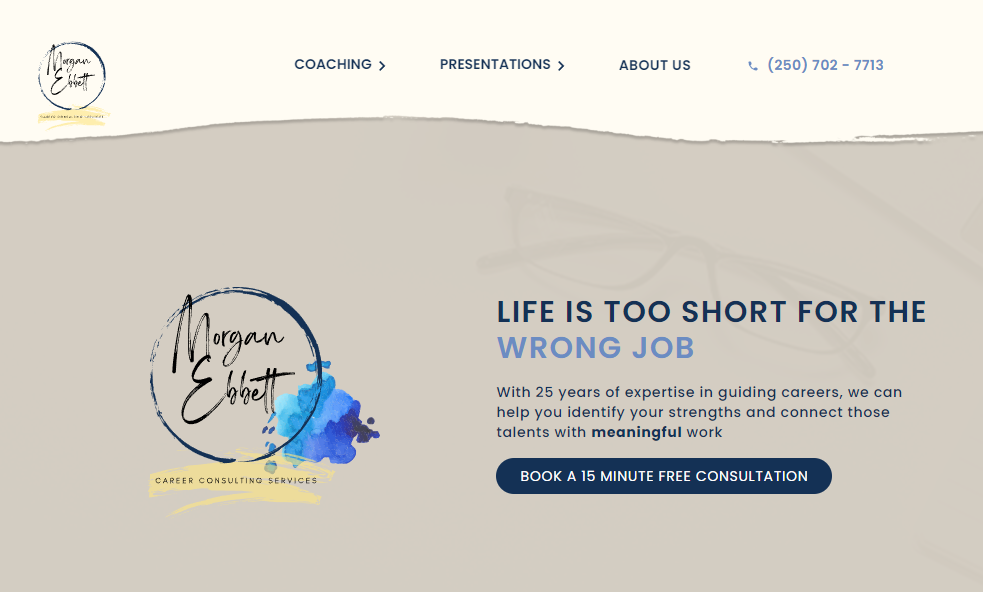 Morgan
Ebbett
CAREER CONSULTING SERVICES
COACHING
PRESENTATIONS
ABOUT US
(250) 702 - 7713
Morgan
Ebbett
CAREER CONSULTING SERVICES
LIFE IS TOO SHORT FOR THE
WRONG JOB
With 25 years of expertise in guiding careers, we can
help you identify your strengths and connect those
talents with meaningful work
BOOK A 15 MINUTE FREE CONSULTATION